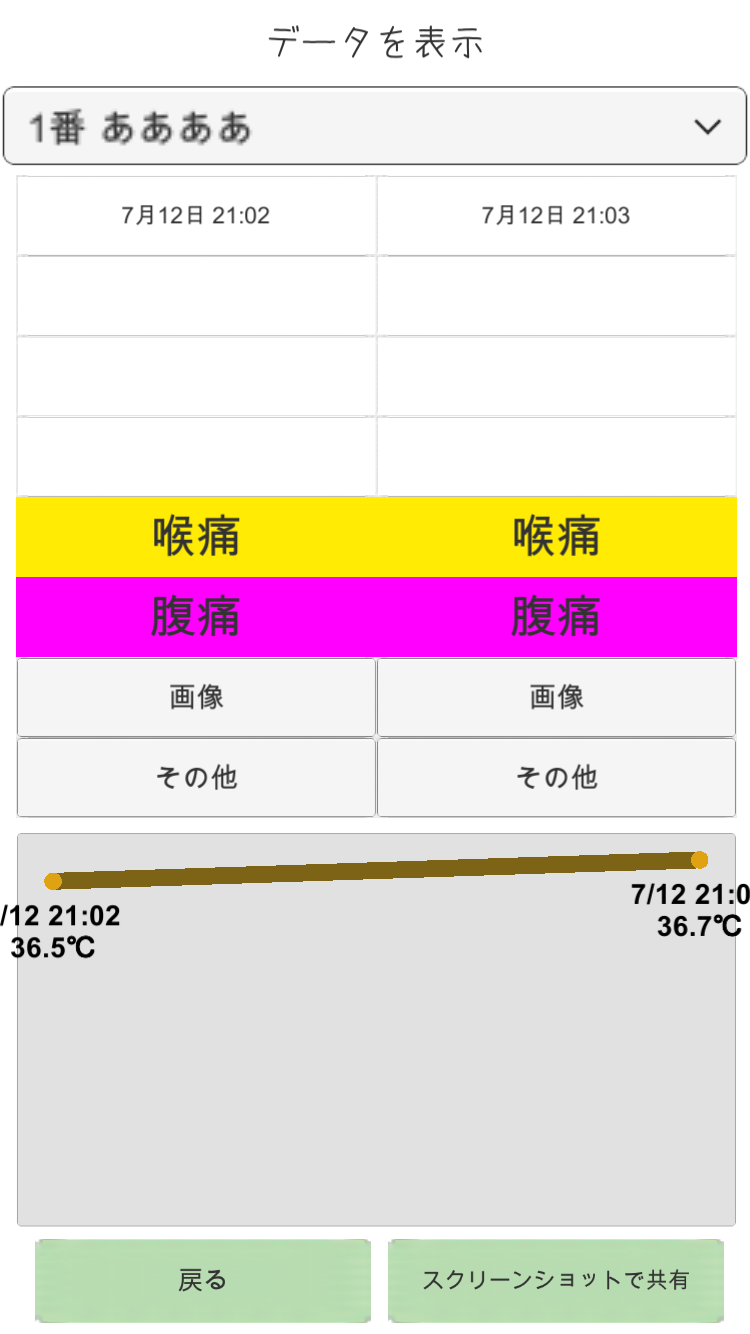 データを表示
1番 ああああ
7月12日 21:02 7月12日 21:03
喉痛 喉痛
腹痛 腹痛
画像 画像
その他 その他
/12 21:02
36.5℃
7/12 21:0
36.7℃
戻る スクリーンショットで共有